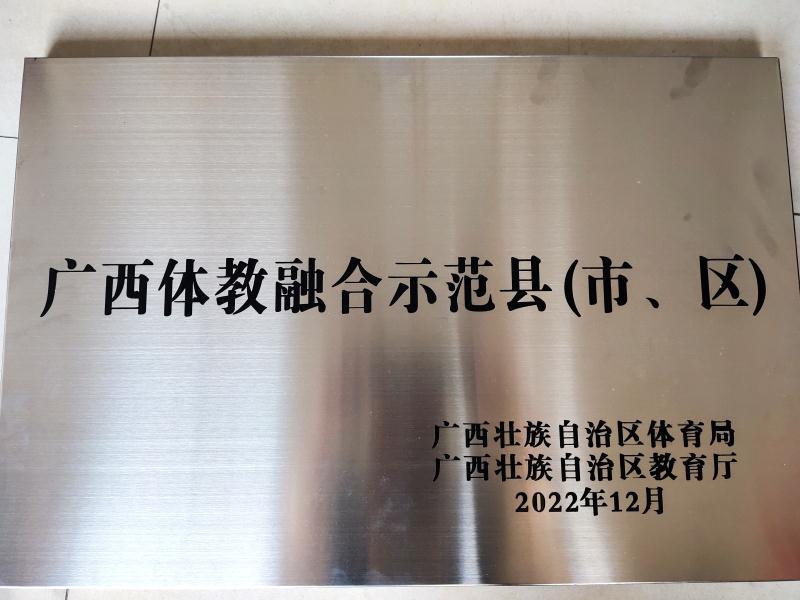 广西体教融合示范县(市、区)
广西壮族自治区体育局
广西壮族自治区教育厅
2022年12月